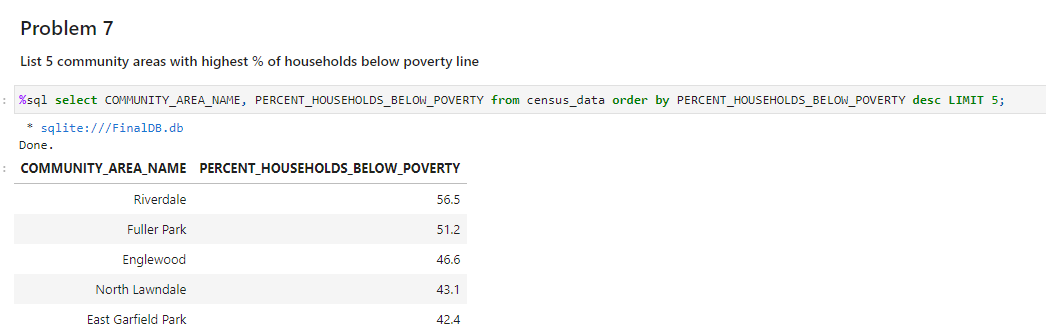 Problem 7
List 5 community areas with highest % of households below poverty line
: %sql select COMMUNITY_AREA_NAME, PERCENT_HOUSEHOLDS_BELOW_POVERTY from census_data order by PERCENT_HOUSEHOLDS_BELOW_POVERTY desc LIMIT 5;
* sqlite:///FinalDB.db
Done.
: COMMUNITY_AREA_NAME PERCENT_HOUSEHOLDS_BELOW_POVERTY
Riverdale 56.5
Fuller Park 51.2
Englewood 46.6
North Lawndale 43.1
East Garfield Park 42.4